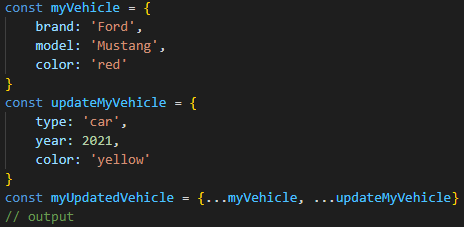 const myVehicle = {
    brand: 'Ford',
    model: 'Mustang',
    color: 'red'
}
const updateMyVehicle = {
    type: 'car',
    year: 2021,
    color: 'yellow'
}
const myUpdatedVehicle = {...myVehicle, ...updateMyVehicle}
// output